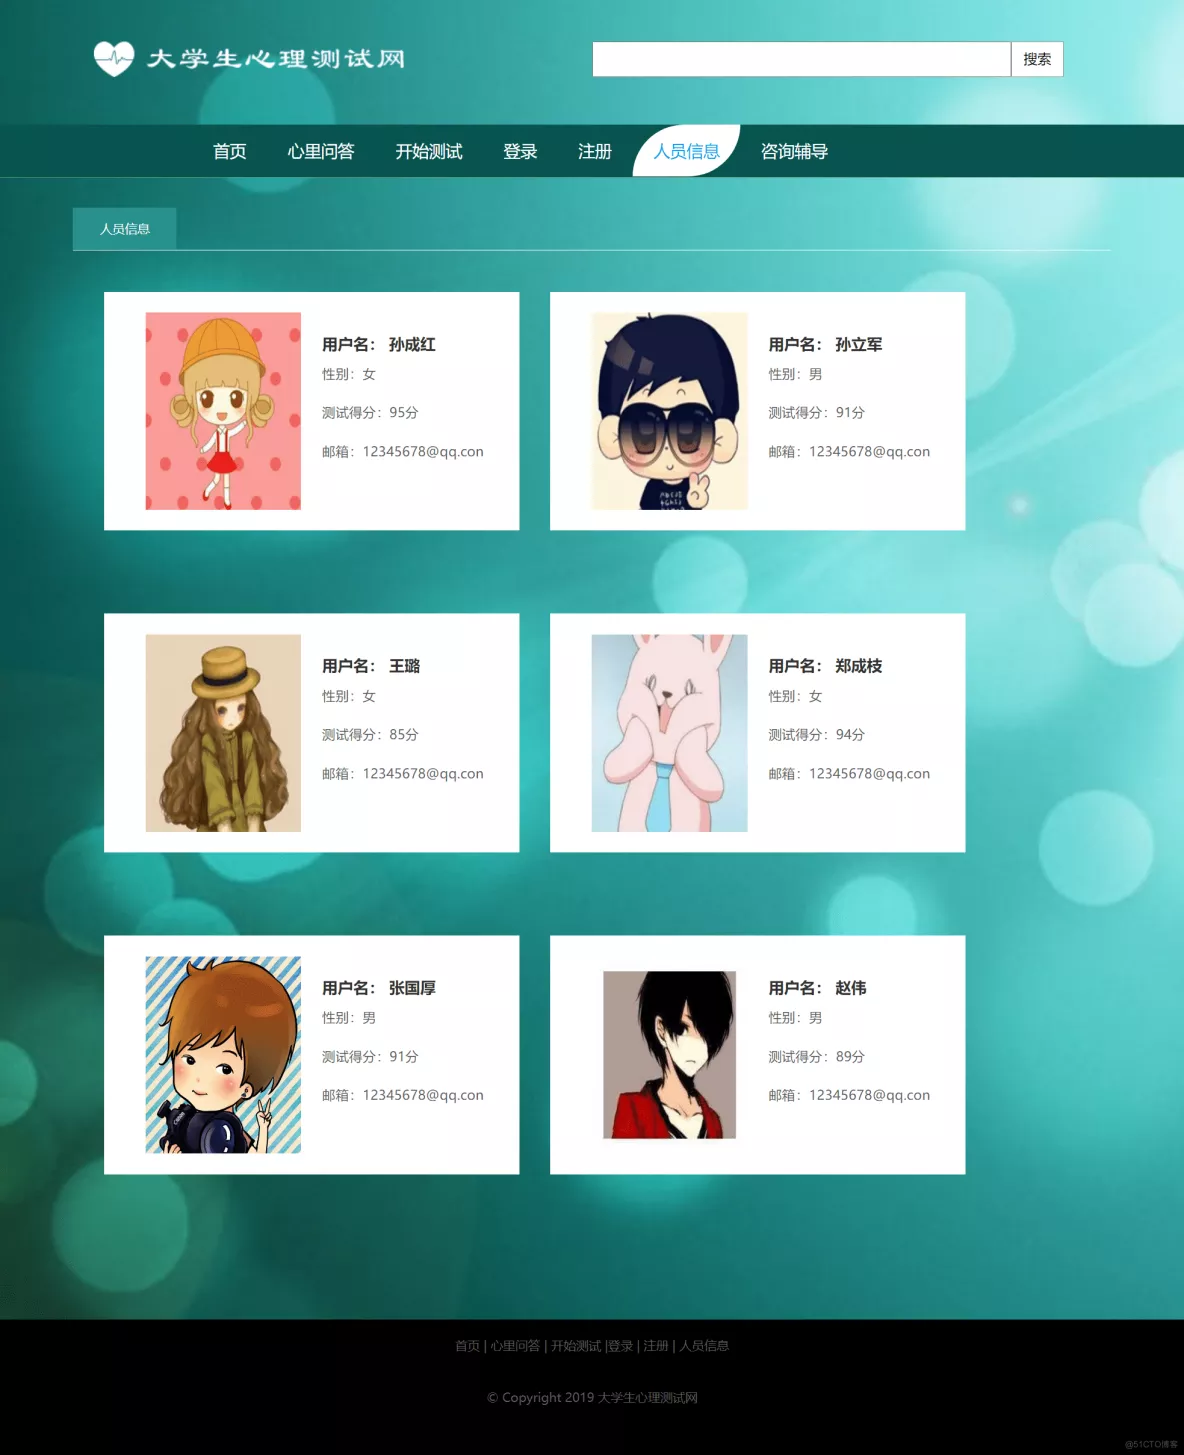 大学生心理测试网
搜索
首页 心里问答 开始测试 登录 注册 人员信息 咨询辅导
人员信息
用户名： 孙成红
性别：女
测试得分：95分
邮箱：12345678@qq.con
用户名： 孙立军
性别：男
测试得分：91分
邮箱：12345678@qq.con
用户名： 王璐
性别：女
测试得分：85分
邮箱：12345678@qq.con
用户名： 郑成枝
性别：女
测试得分：94分
邮箱：12345678@qq.con
用户名： 张国厚
性别：男
测试得分：91分
邮箱：12345678@qq.con
用户名： 赵伟
性别：男
测试得分：89分
邮箱：12345678@qq.con
首页 | 心里问答 | 开始测试 |登录 | 注册 | 人员信息
© Copyright 2019 大学生心理测试网
@51CTO博客